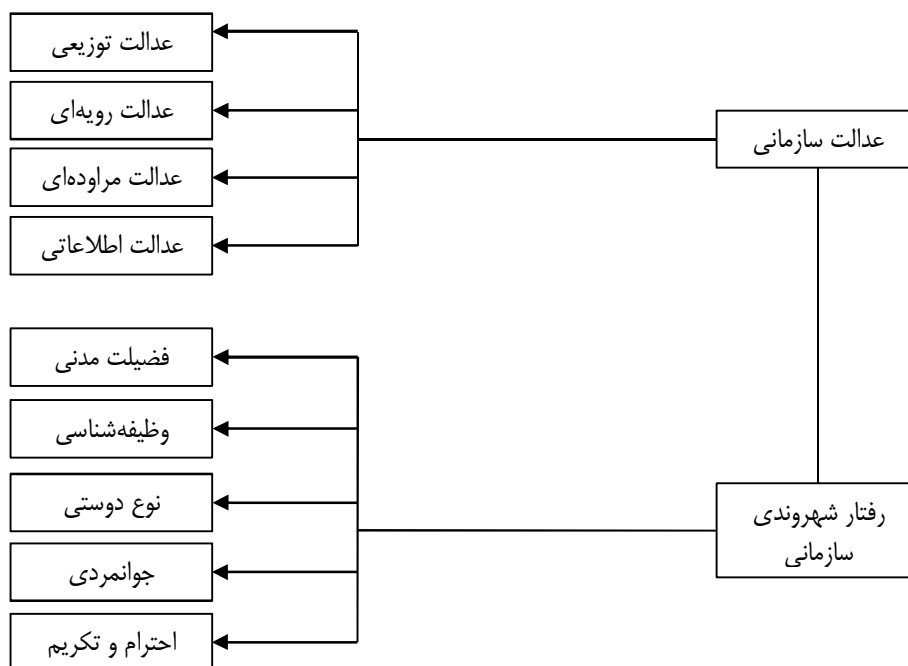 عدالت سازمانی
عدالت توزیعی
عدالت رویه‌ای
عدالت مراوده‌ای
عدالت اطلاعاتی
رفتار شهروندی
سازمانی
فضیلت مدنی
وظیفه‌شناسی
نوع دوستی
جوانمردی
احترام و تکریم